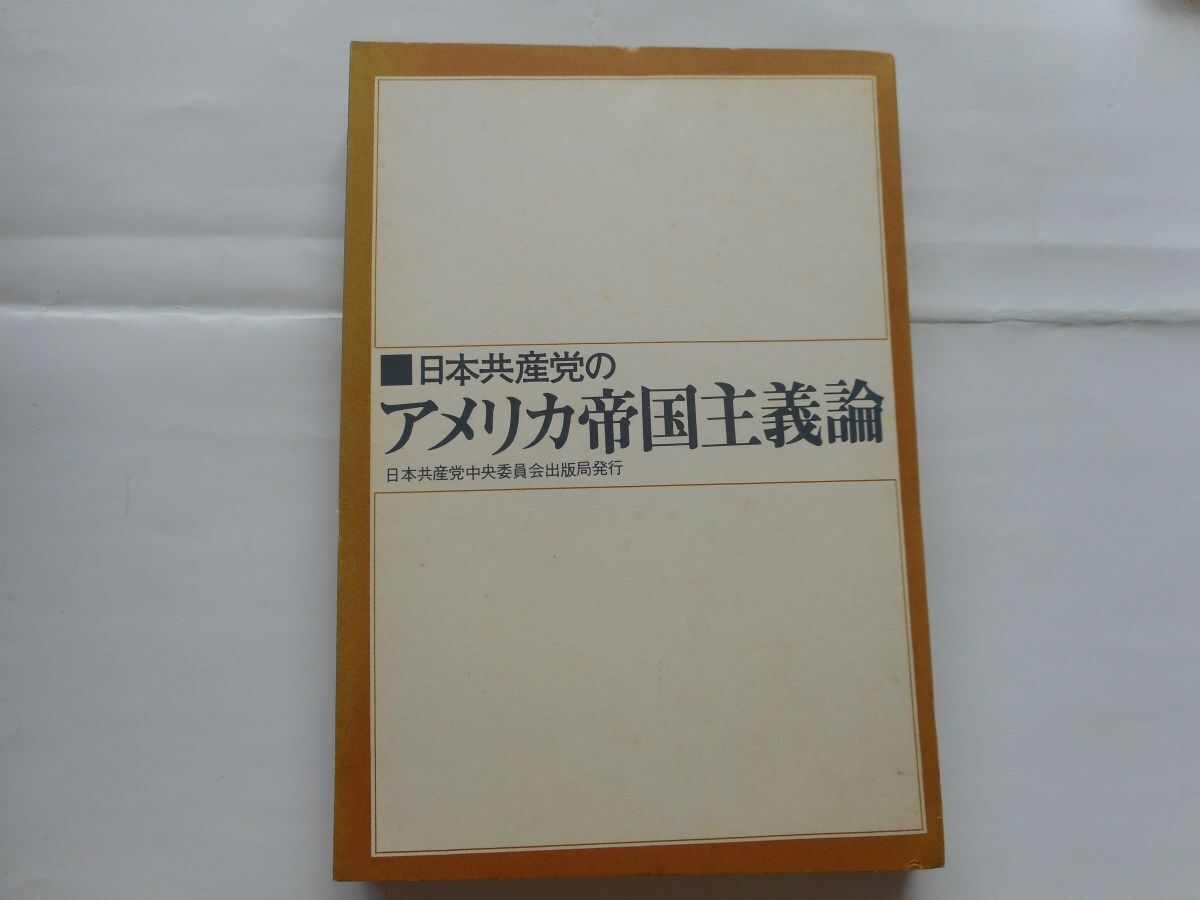 ■日本共産党の
アメリカ帝国主義論
日本共産党中央委員会出版局発行